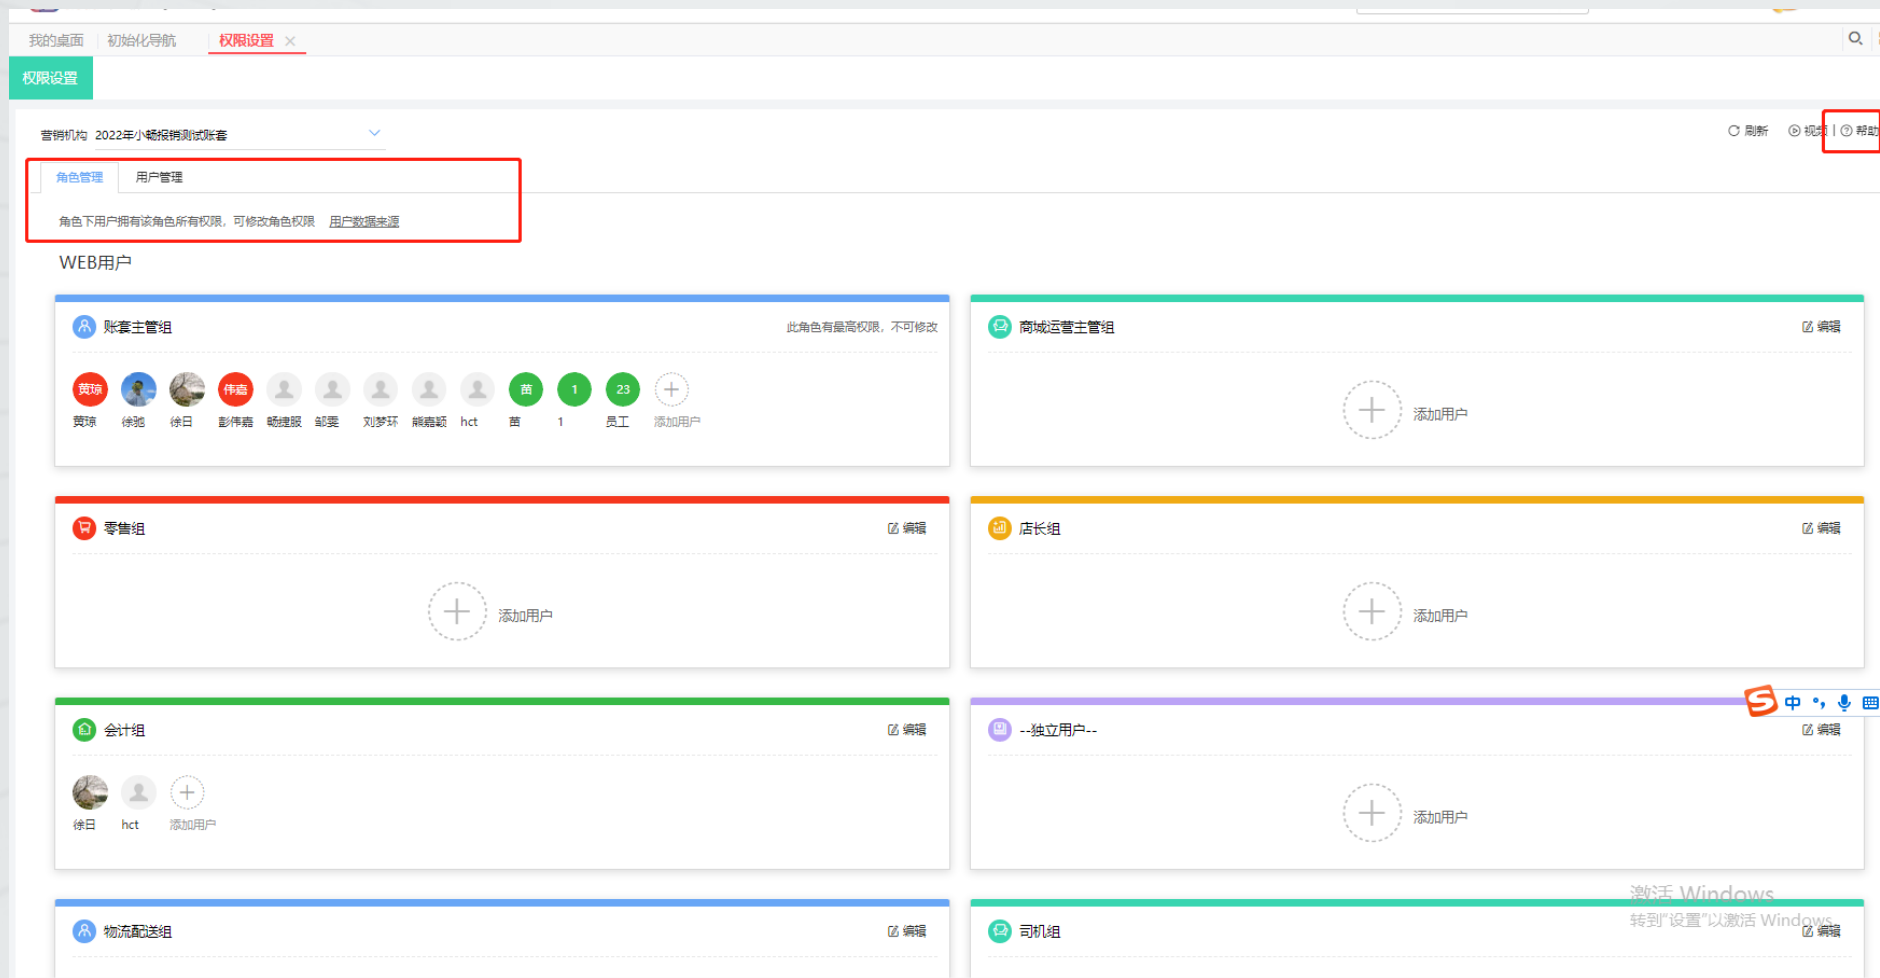 我的桌面 初始化导航 权限设置
权限设置
营销机构 2022年小畅报销测试账套
刷新 视频 | 帮助
角色管理 用户管理
角色下用户拥有该角色所有权限，可修改角色权限 用户数据来源
WEB用户
账套主管组 此角色有最高权限，不可修改
黄琼 伟嘉 苗 1 23
黄琼 徐驰 徐日 彭伟嘉 畅捷服 邹雯 刘梦环 熊嘉颖 hct 苗 1 员工 添加用户
商城运营主管组 编辑
添加用户
零售组 编辑
添加用户
店长组 编辑
添加用户
会计组 编辑
徐日 hct 添加用户
--独立用户-- 编辑
添加用户
中
物流配送组 编辑
司机组 编辑
激活 Windows
转到"设置"以激活 Windows。